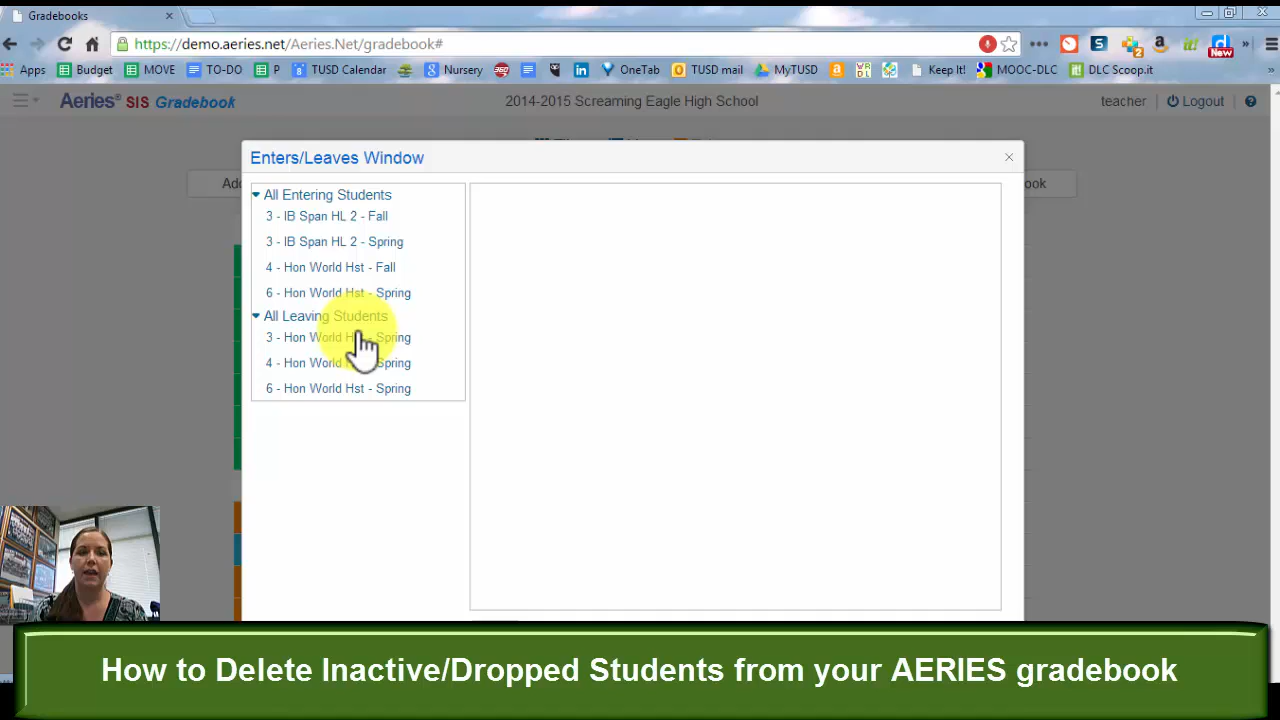 Gradebooks
https://demo.aeries.net/Aeries.Net/gradebook#
New
Apps Budget MOVE TO-DO P TUSD Calendar Nursery 360 OneTab TUSD mail MyTUSD Keep It! MOOC-DLC it! DLC Scoop.it
Aeries® SIS Gradebook 2014-2015 Screaming Eagle High School teacher Logout
Enters/Leaves Window
All Entering Students
3 - IB Span HL 2 - Fall
3 - IB Span HL 2 - Spring
4 - Hon World Hst - Fall
6 - Hon World Hst - Spring
All Leaving Students
3 - Hon World - Spring
4 - Hon World - Spring
6 - Hon World Hst - Spring
How to Delete Inactive/Dropped Students from your AERIES gradebook